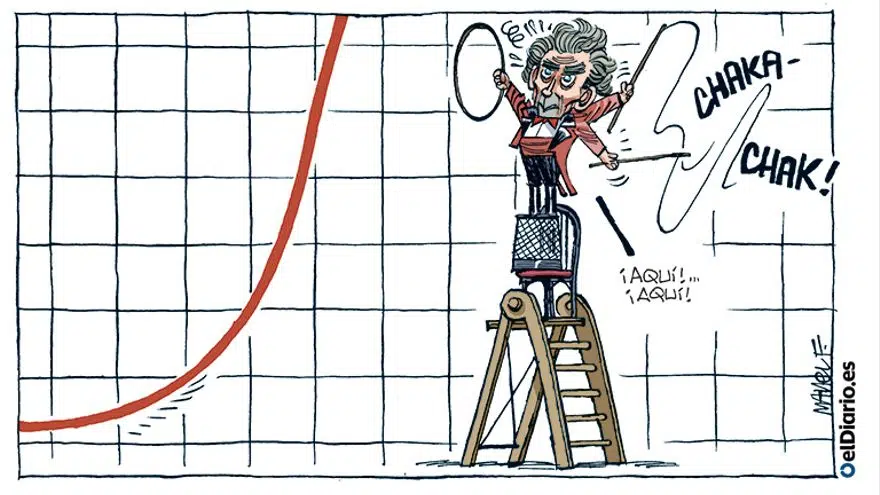 CHAKA-
CHAK!
¡AQUÍ!...
¡AQUÍ!
MANEL F.
elDiario.es